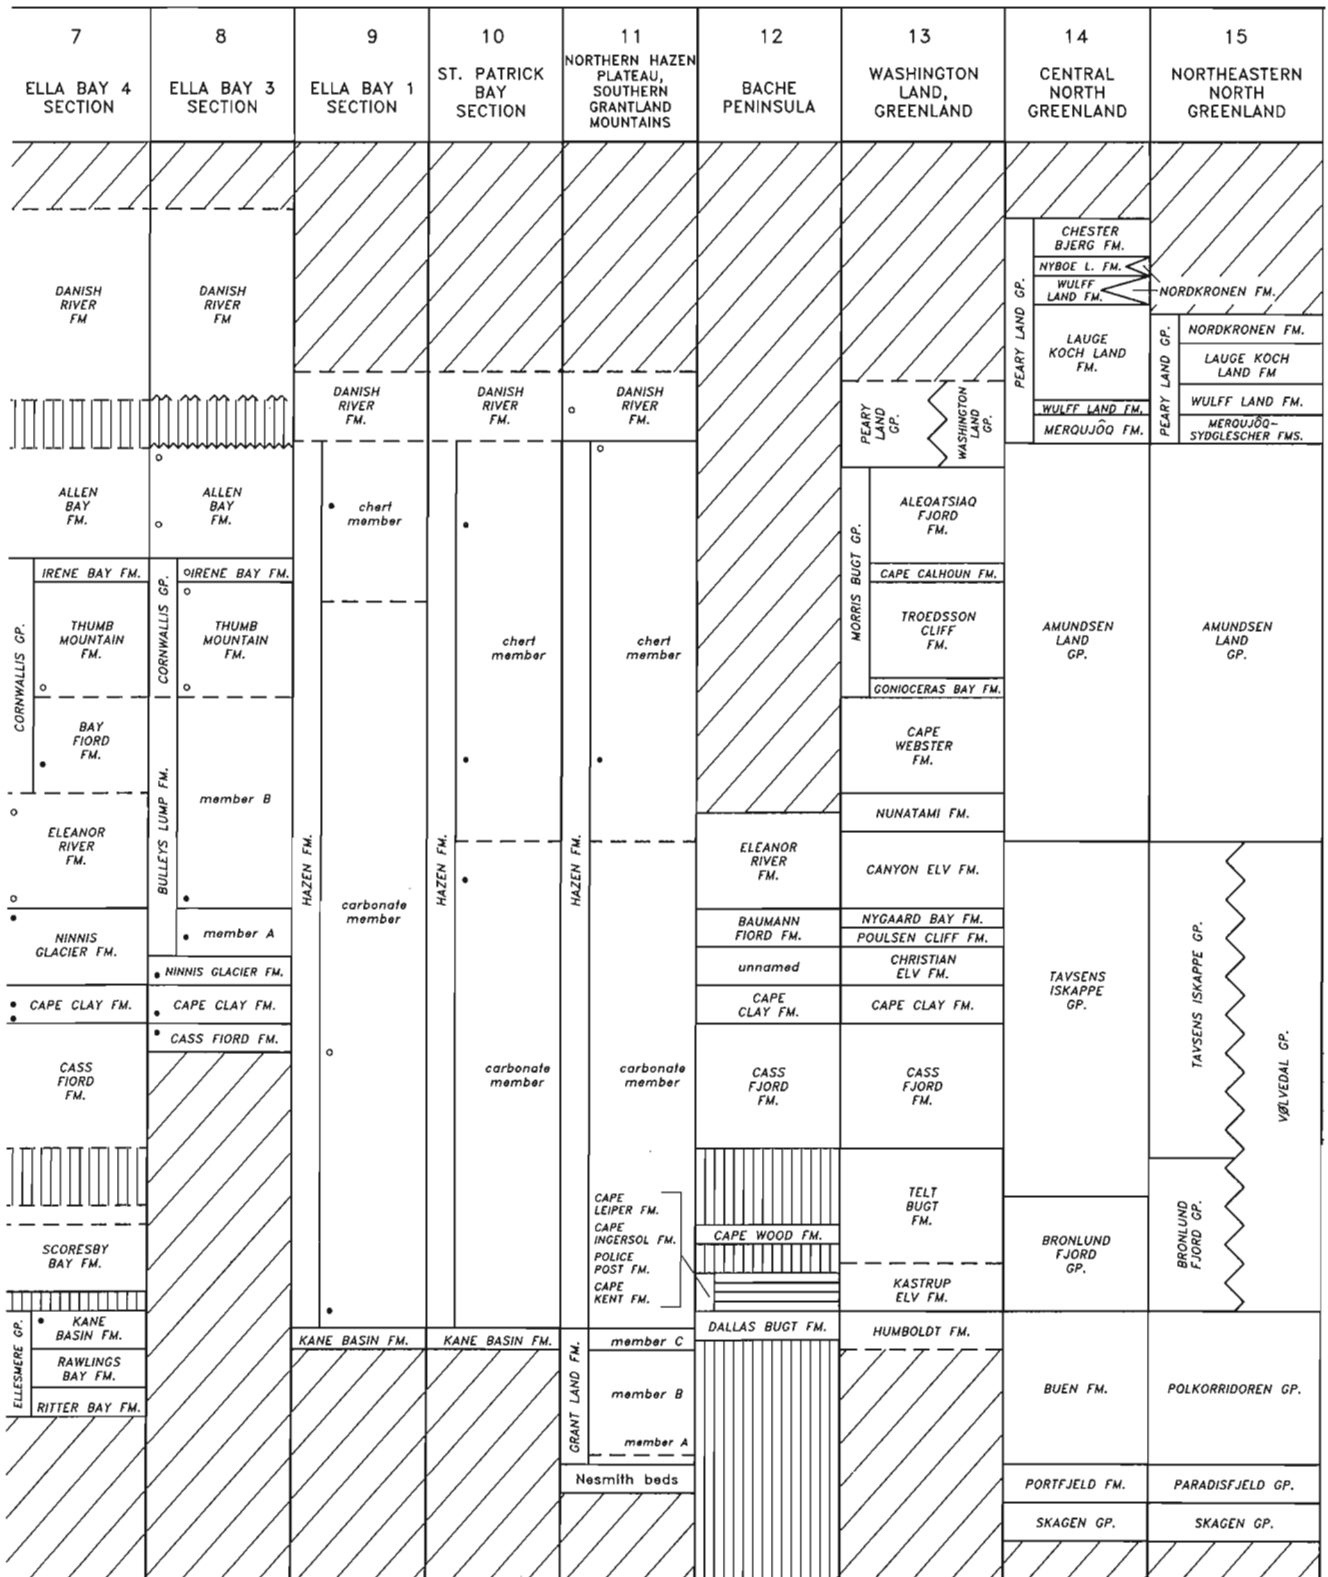 7
ELLA BAY 4
SECTION
8
ELLA BAY 3
SECTION
9
ELLA BAY 1
SECTION
10
ST. PATRICK
BAY
SECTION
11
NORTHERN HAZEN
PLATEAU,
SOUTHERN
GRANTLAND
MOUNTAINS
12
BACHE
PENINSULA
13
WASHINGTON
LAND,
GREENLAND
14
CENTRAL
NORTH
GREENLAND
15
NORTHEASTERN
NORTH
GREENLAND
DANISH
RIVER
FM
ALLEN
BAY
FM.
CORNWALLIS GP.
IRENE BAY FM.
THUMB
MOUNTAIN
FM.
BAY
FIORD
FM.
ELEANOR
RIVER
FM.
NINNIS
GLACIER FM.
CAPE CLAY FM.
CASS
FIORD
FM.
SCORESBY
BAY FM.
ELLESMERE GP.
KANE
BASIN FM.
RAWLINGS
BAY FM.
RITTER BAY FM.
DANISH
RIVER
FM
ALLEN
BAY
FM.
CORNWALLIS GP.
IRENE BAY FM.
THUMB
MOUNTAIN
FM.
BULLEYS LUMP FM.
member B
member A
NINNIS GLACIER FM.
CAPE CLAY FM.
CASS FIORD FM.
DANISH
RIVER
FM.
HAZEN FM.
chert
member
carbonate
member
KANE BASIN FM.
DANISH
RIVER
FM.
HAZEN FM.
chert
member
carbonate
member
KANE BASIN FM.
DANISH
RIVER
FM.
HAZEN FM.
chert
member
carbonate
member
CAPE
LEIPER FM.
CAPE
INGERSOL FM.
POLICE
POST FM.
CAPE
KENT FM.
GRANT LAND FM.
member C
member B
member A
Nesmith beds
ELEANOR
RIVER
FM.
BAUMANN
FIORD FM.
unnamed
CAPE
CLAY FM.
CASS
FJORD
FM.
CAPE WOOD FM.
DALLAS BUGT FM.
PEARY
LAND
GP.
WASHINGTON
LAND
GP.
MORRIS BUGT GP.
ALEQATSIAQ
FJORD
FM.
CAPE CALHOUN FM.
TROEDSSON
CLIFF
FM.
GONIOCERAS BAY FM.
CAPE
WEBSTER
FM.
NUNATAMI FM.
CANYON ELV FM.
NYGAARD BAY FM.
POULSEN CLIFF FM.
CHRISTIAN
ELV FM.
CAPE CLAY FM.
CASS
FJORD
FM.
TELT
BUGT
FM.
KASTRUP
ELV FM.
HUMBOLDT FM.
PEARY LAND GP.
CHESTER
BJERG FM.
NYBOE L. FM.
WULFF
LAND FM.
LAUGE
KOCH LAND
FM.
WULFF LAND FM.
MERQUJÔQ FM.
AMUNDSEN
LAND
GP.
TAVSENS
ISKAPPE
GP.
BRONLUND
FJORD
GP.
BUEN FM.
PORTFJELD FM.
SKAGEN GP.
NORDKRONEN FM.
PEARY LAND GP.
NORDKRONEN FM.
LAUGE KOCH
LAND FM
WULFF LAND FM.
MERQUJÔQ-
SYDGLESCHER FMS.
AMUNDSEN
LAND
GP.
TAVSENS ISKAPPE GP.
VØLVEDAL GP.
BRONLUND
FJORD GP.
POLKORRIDOREN GP.
PARADISFJELD GP.
SKAGEN GP.